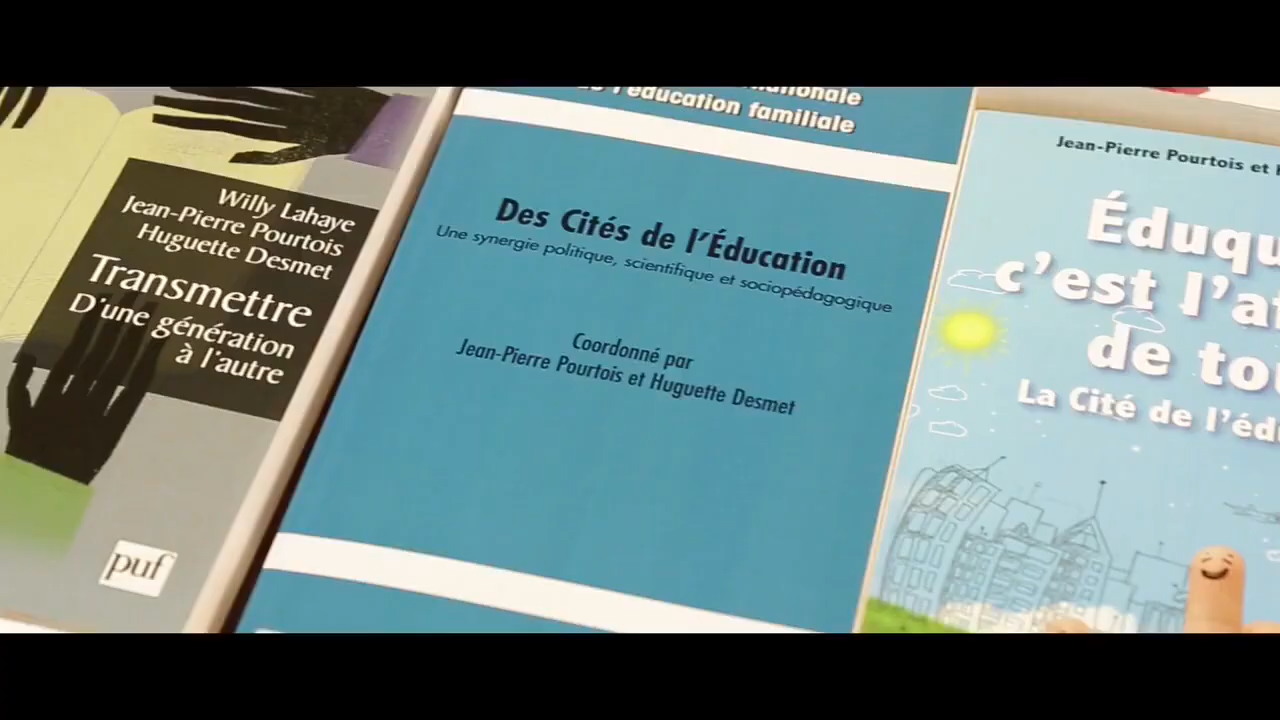 Willy Lahaye
Jean-Pierre Pourtois
Huguette Desmet
Transmettre
D'une génération
à l'autre
puf
l'éducation familiale
Des Cités de l'Éducation
Une synergie politique, scientifique et sociopédagogique
Coordonné par
Jean-Pierre Pourtois et Huguette Desmet
Jean-Pierre Pourtois et
c'est
de
La Cité de